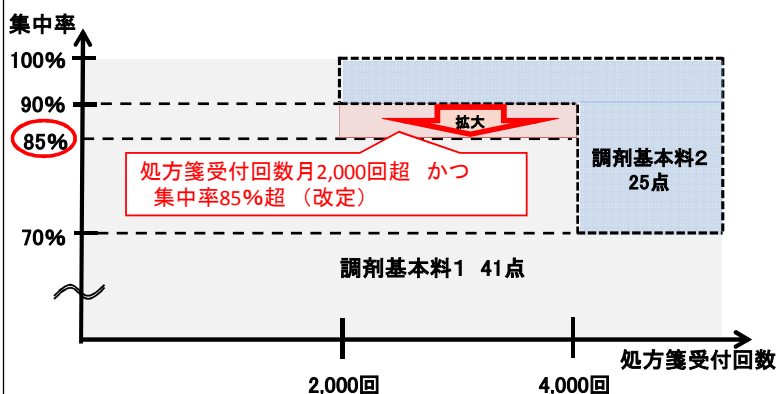 集中率
100%
90%
85%
70%
拡大
処方箋受付回数月2,000回超 かつ
集中率85%超 （改定）
調剤基本料２
25点
調剤基本料１ 41点
処方箋受付回数
2,000回
4,000回